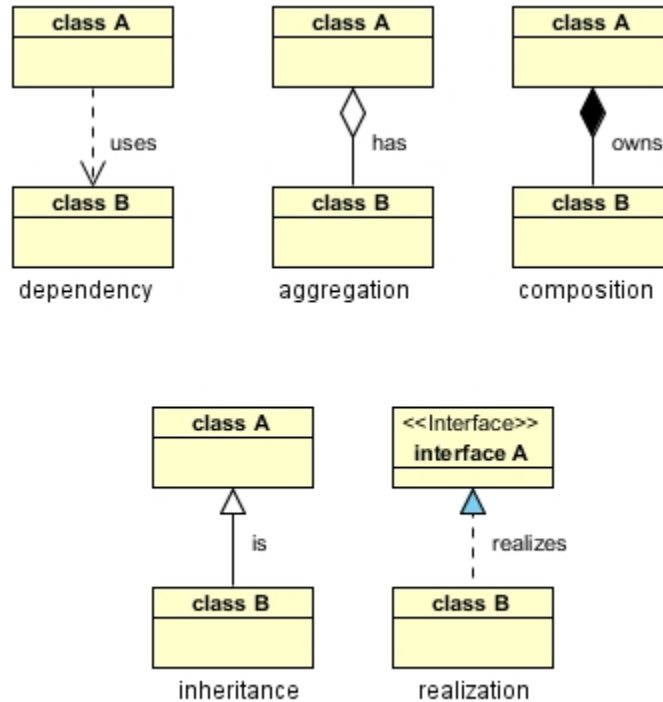 class A
uses
class B
dependency
class A
has
class B
aggregation
class A
owns
class B
composition
class A
is
class B
inheritance
<<Interface>>
interface A
realizes
class B
realization